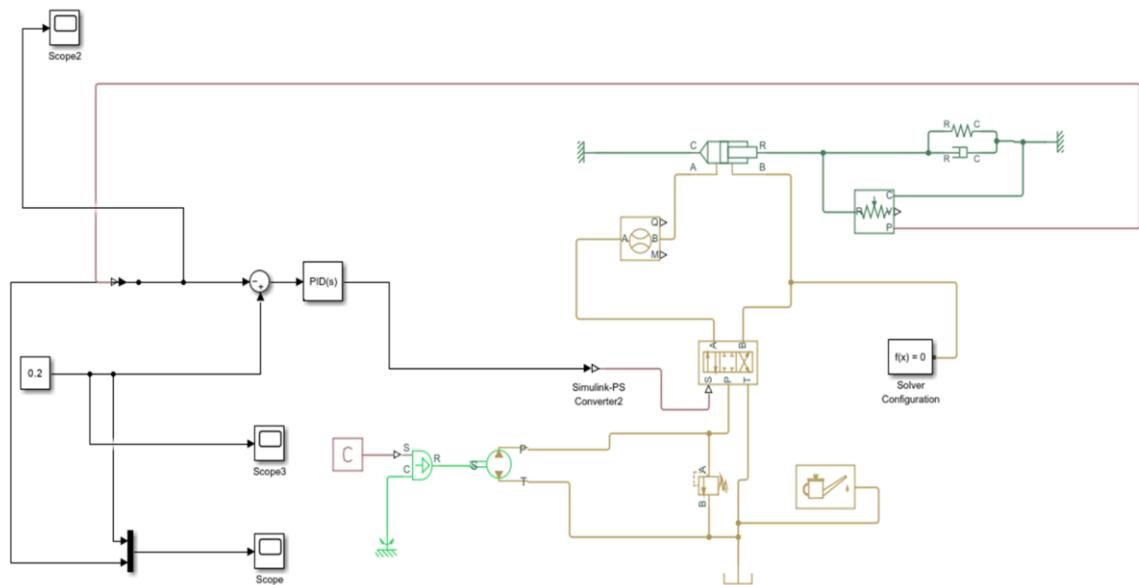 Scope2
C
R
A
B
R
C
R
C
C
R
V
P
Q
A
B
M
-
+
PID(s)
0.2
A
B
S
P
T
f(x) = 0
Solver
Configuration
Simulink-PS
Converter2
Scope3
C
S
C
R
S
P
T
A
B
Scope